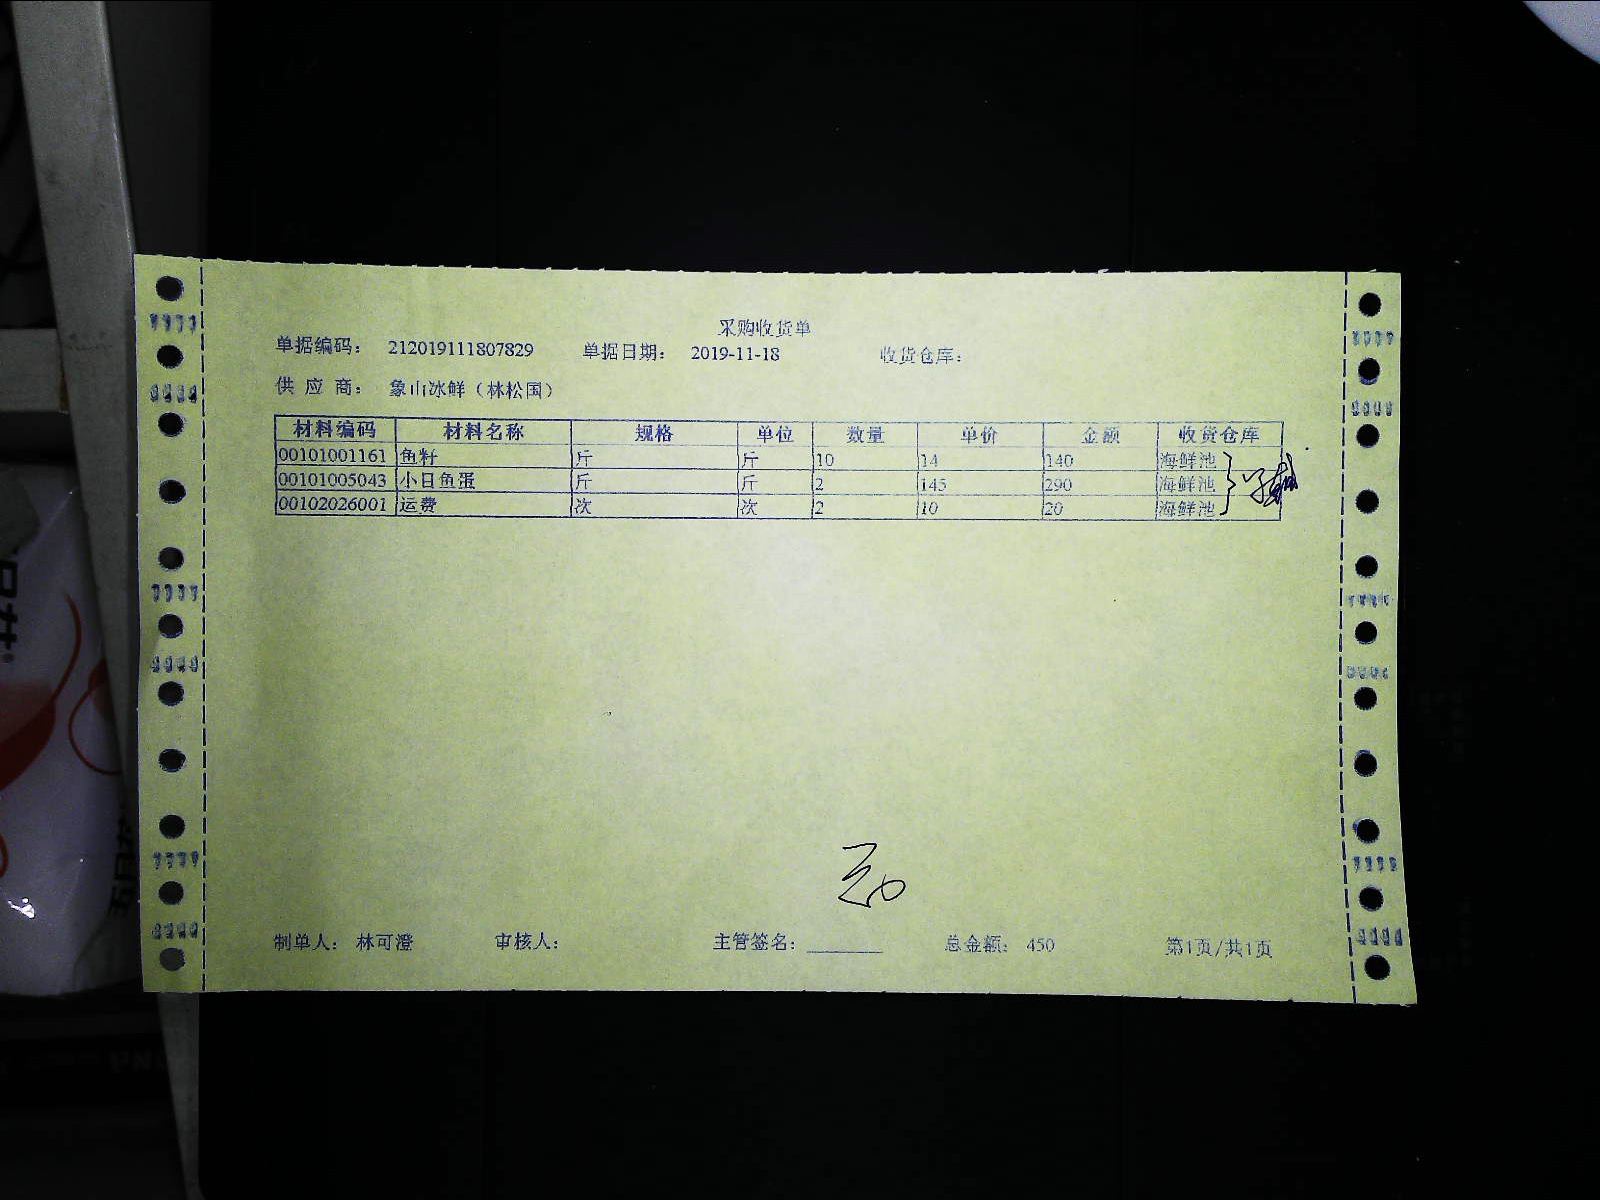 采购收货单
单据编码： 212019111807829 单据日期： 2019-11-18 收货仓库：
供 应 商： 象山冰鲜（林松国）
材料编码 材料名称 规格 单位 数量 单价 金额 收货仓库
00101001161 鱼籽 斤 斤 10 14 140 海鲜池
00101005043 小日鱼蛋 斤 斤 2 145 290 海鲜池
00102026001 运费 次 次 2 10 20 海鲜池
制单人： 林可澄 审核人： 主管签名： 总金额： 450 第1页/共1页